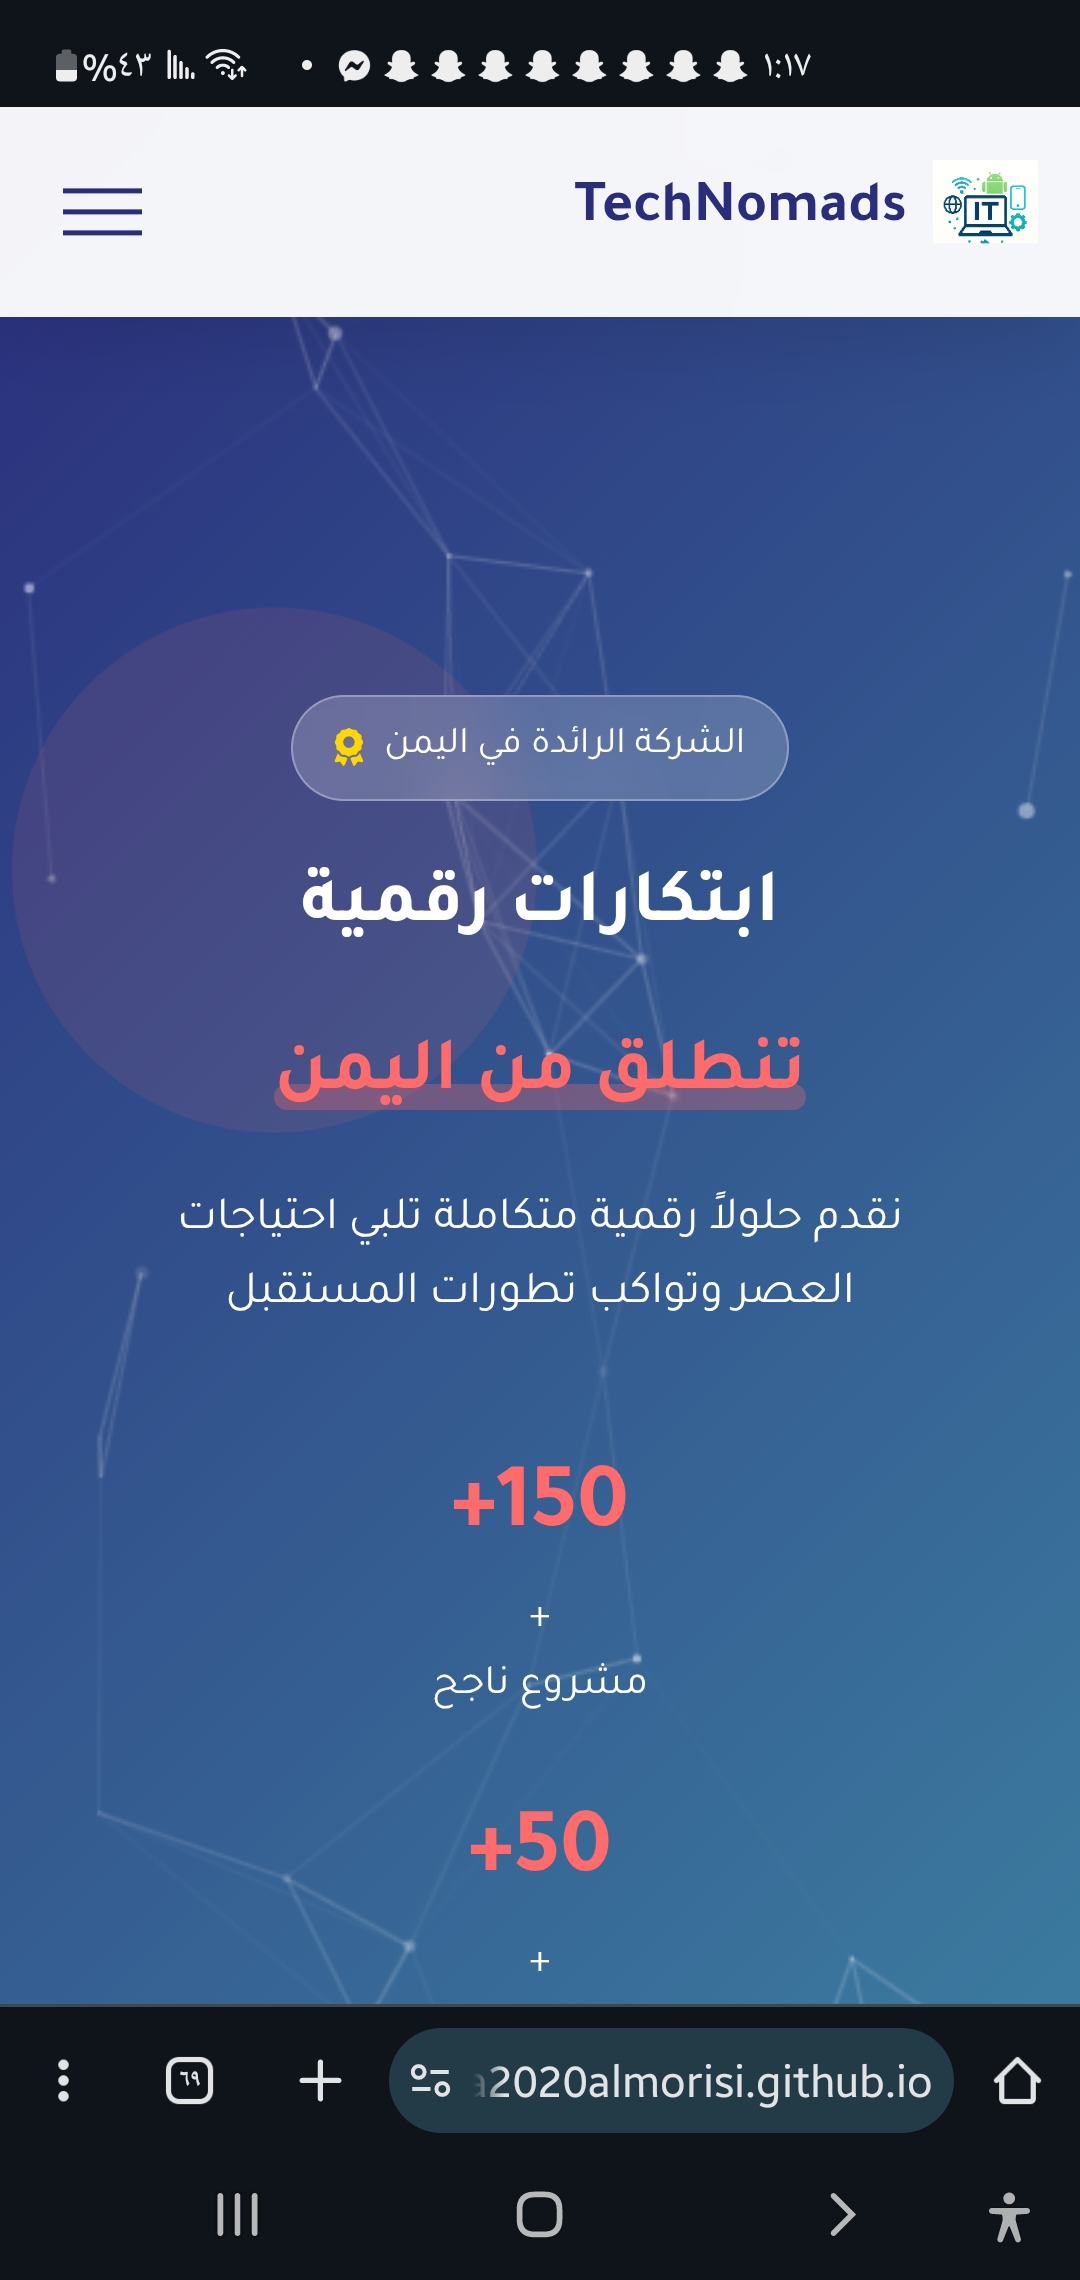 ١:١٧
%٤٣
TechNomads
IT
الشركة الرائدة في اليمن
ابتكارات رقمية
تنطلق من اليمن
نقدم حلولاً رقمية متكاملة تلبي احتياجات
العصر وتواكب تطورات المستقبل
+150
+
مشروع ناجح
+50
+
a2020almorisi.github.io
٦٩